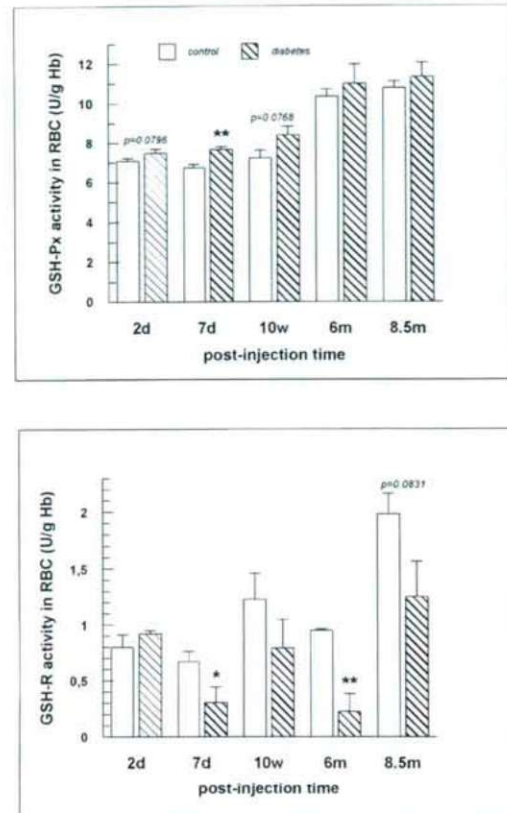 GSH-Px activity in RBC (U/g Hb)
12
10
8
6
4
2
0
control diabetes
p=0.0796
**
p=0.0768
2d 7d 10w 6m 8.5m
post-injection time
GSH-R activity in RBC (U/g Hb)
2
1,5
1
0,5
0
p=0.0831
*
**
2d 7d 10w 6m 8.5m
post-injection time